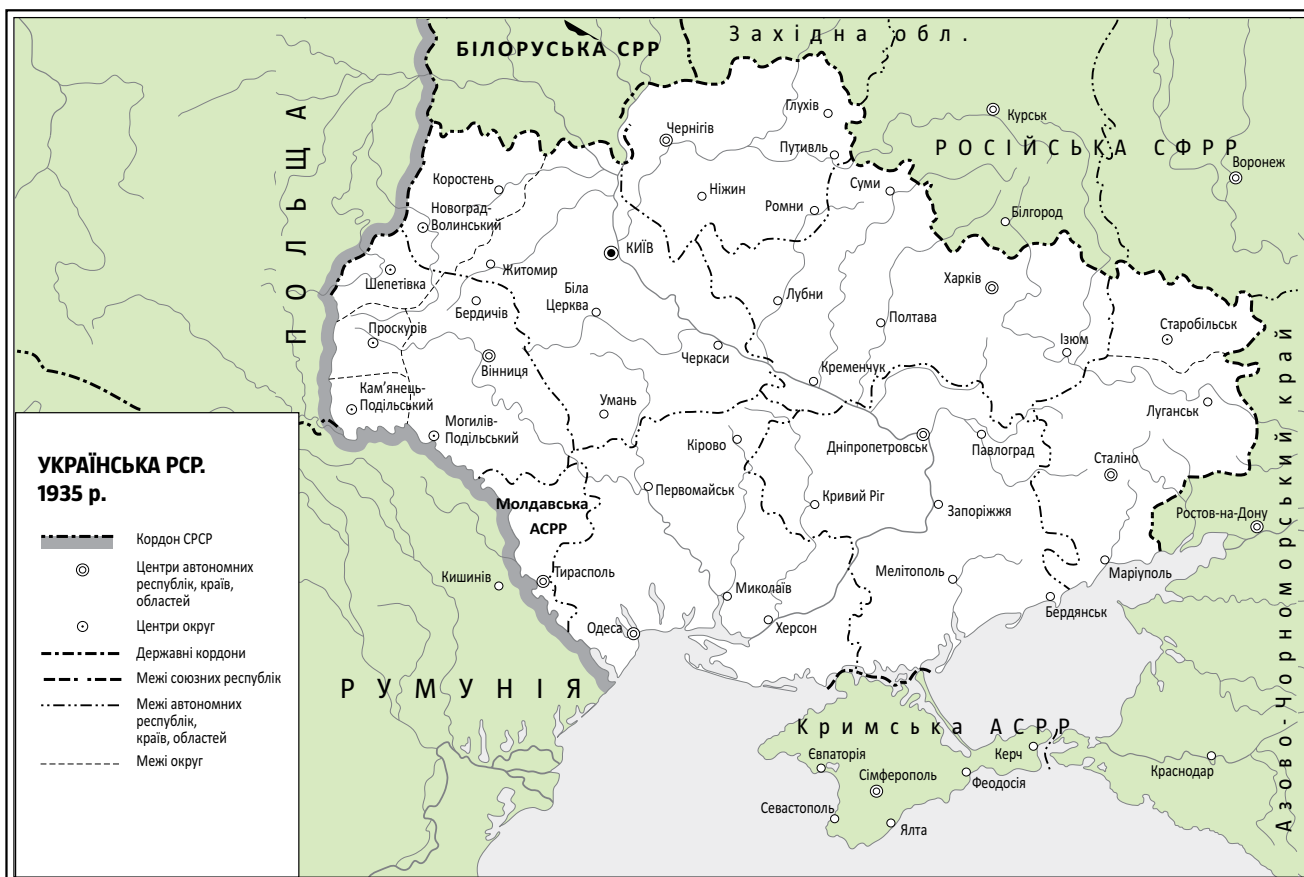 БІЛОРУСЬКА СРР
Західна обл.
ПОЛЬЩА
Глухів
Курськ
Чернігів
Путивль
РОСІЙСЬКА СФРР
Воронеж
Коростень
Ніжин
Суми
Ромни
Новоград-
Волинський
Білгород
КИЇВ
Житомир
Шепетівка
Біла
Церква
Бердичів
Лубни
Харків
Полтава
Старобільськ
Проскурів
Ізюм
Черкаси
Вінниця
Кременчук
Кам’янець-
Подільський
Умань
Луганськ
Могилів-
Подільський
Кірово
Дніпропетровськ
Павлоград
Сталіно
Первомайськ
Молдавська
АСРР
Кривий Ріг
Запоріжжя
Ростов-на-Дону
Кишинів
Тирасполь
Мелітополь
Маріуполь
Миколаїв
Бердянськ
Одеса
Херсон
РУМУНІЯ
Кримська АСРР
Азово-Чорноморський край
Євпаторія
Керч
Сімферополь
Феодосія
Краснодар
Севастополь
Ялта
УКРАЇНСЬКА РСР.
1935 р.
Кордон СРСР
Центри автономних
республік, країв,
областей
Центри округ
Державні кордони
Межі союзних республік
Межі автономних
республік,
країв, областей
Межі округ